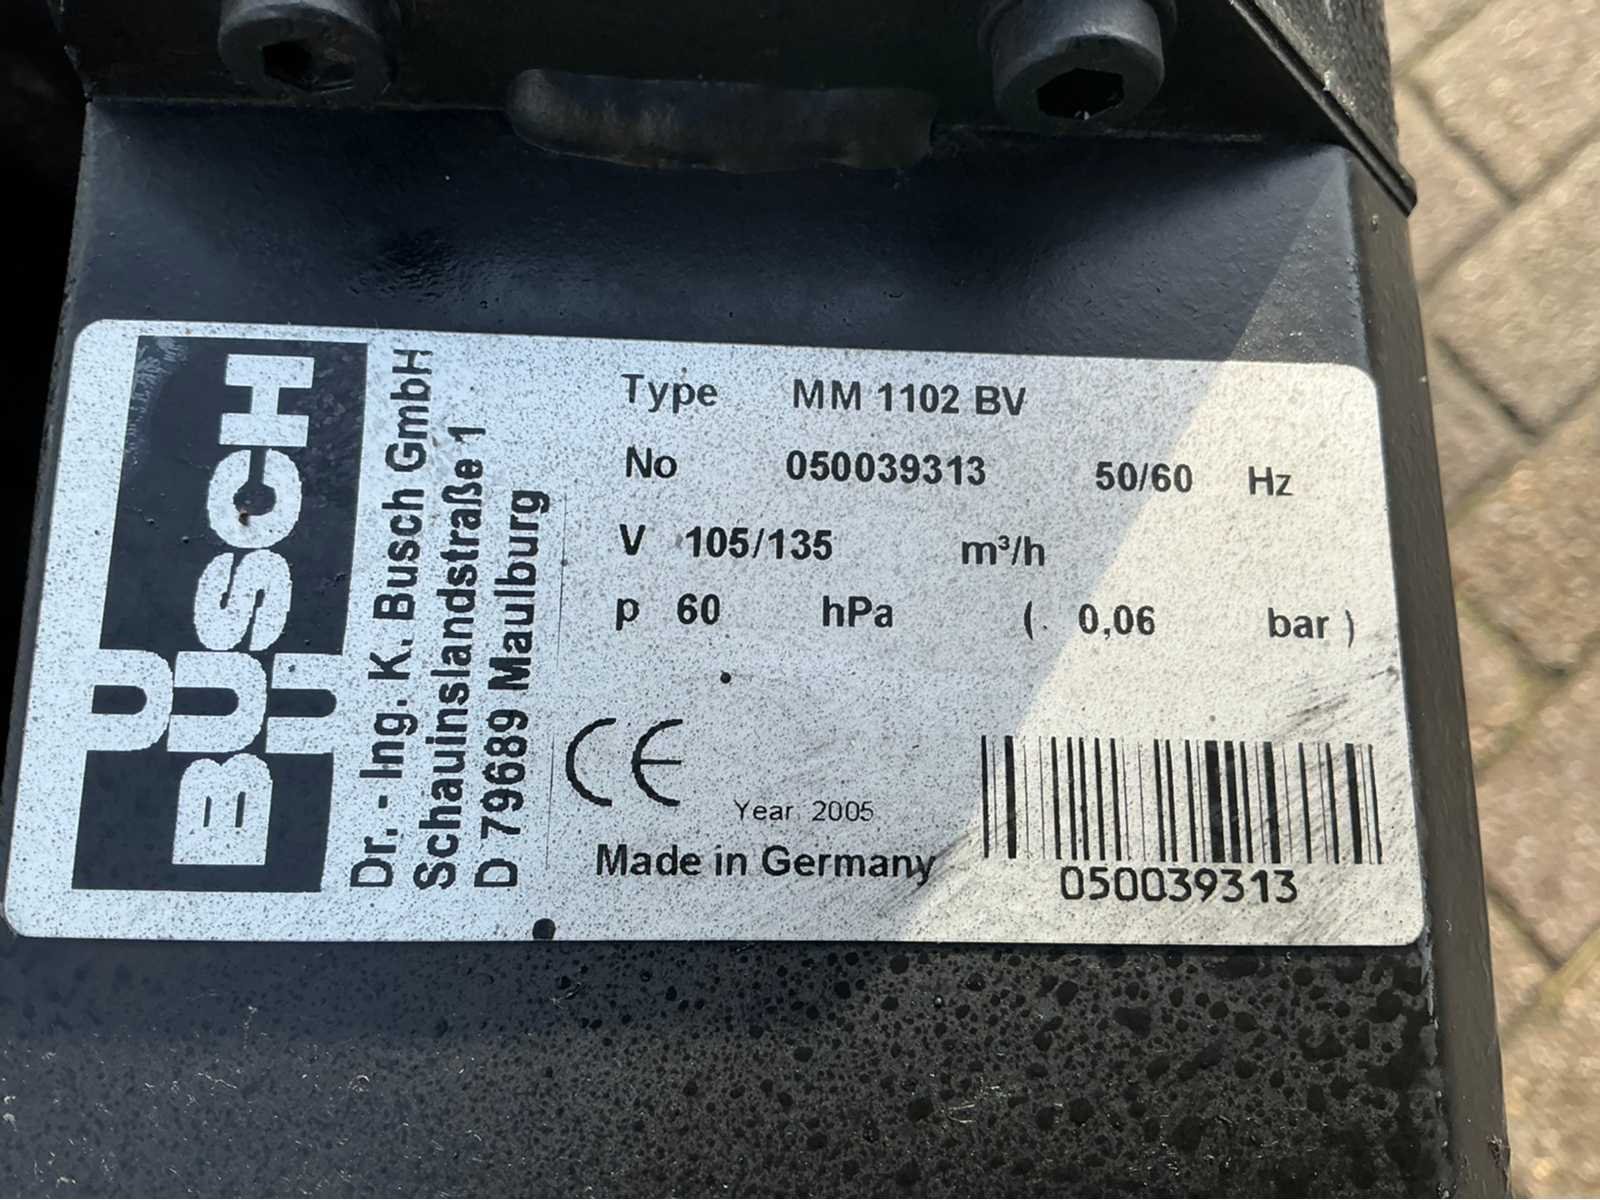 BUSCH
Dr. - Ing. K. Busch GmbH
Schauinslandstraße 1
D 79689 Maulburg
Type MM 1102 BV
No 050039313 50/60 Hz
V 105/135 m³/h
p 60 hPa ( 0,06 bar )
CE
Year 2005
Made in Germany
050039313